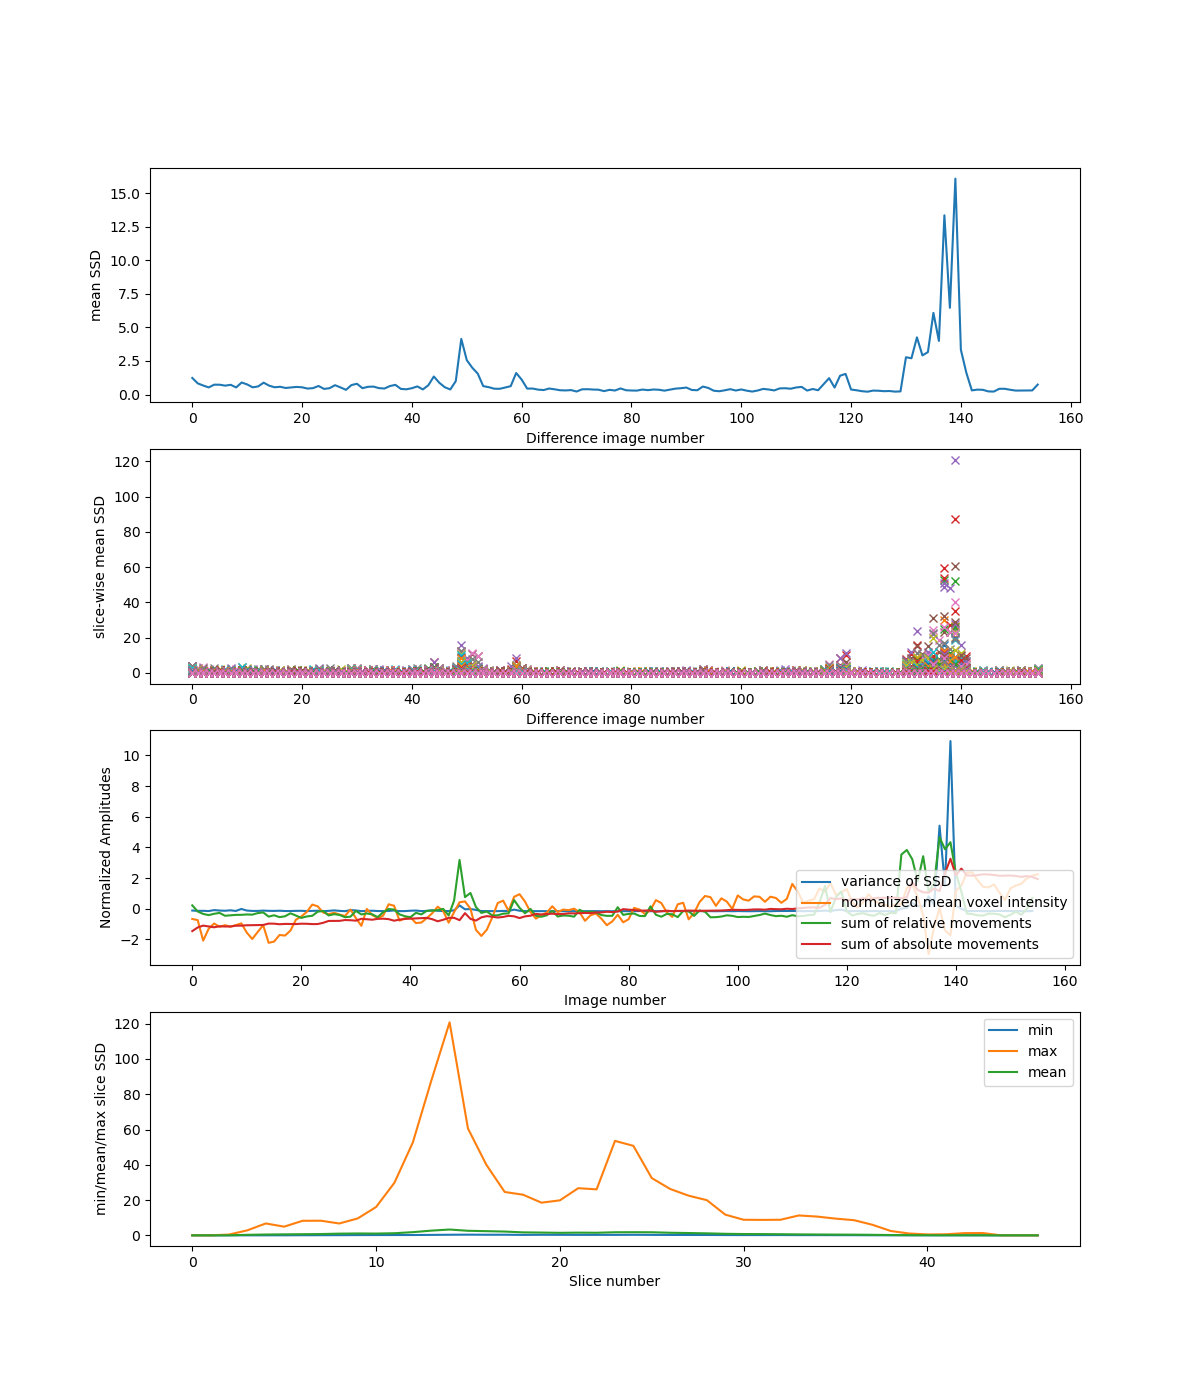 mean SSD
15.0
12.5
10.0
7.5
5.0
2.5
0.0
0 20 40 60 80 100 120 140 160
Difference image number
slice-wise mean SSD
120
100
80
60
40
20
0
0 20 40 60 80 100 120 140 160
Difference image number
Normalized Amplitudes
10
8
6
4
2
0
−2
variance of SSD
normalized mean voxel intensity
sum of relative movements
sum of absolute movements
0 20 40 60 80 100 120 140 160
Image number
min/mean/max slice SSD
120
100
80
60
40
20
0
min
max
mean
0 10 20 30 40
Slice number